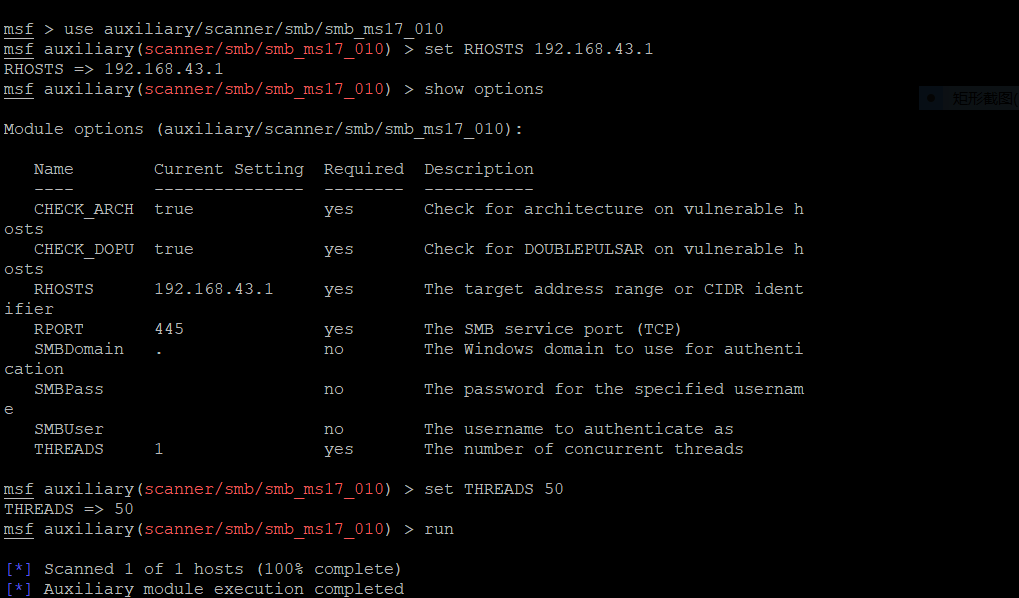 msf > use auxiliary/scanner/smb/smb_ms17_010
msf auxiliary(scanner/smb/smb_ms17_010) > set RHOSTS 192.168.43.1
RHOSTS => 192.168.43.1
msf auxiliary(scanner/smb/smb_ms17_010) > show options
矩形截图(
Module options (auxiliary/scanner/smb/smb_ms17_010):
Name Current Setting Required Description
---- --------------- -------- -----------
CHECK_ARCH true yes Check for architecture on vulnerable h
osts
CHECK_DOPU true yes Check for DOUBLEPULSAR on vulnerable h
osts
RHOSTS 192.168.43.1 yes The target address range or CIDR ident
ifier
RPORT 445 yes The SMB service port (TCP)
SMBDomain . no The Windows domain to use for authenti
cation
SMBPass no The password for the specified usernam
e
SMBUser no The username to authenticate as
THREADS 1 yes The number of concurrent threads
msf auxiliary(scanner/smb/smb_ms17_010) > set THREADS 50
THREADS => 50
msf auxiliary(scanner/smb/smb_ms17_010) > run
[*] Scanned 1 of 1 hosts (100% complete)
[*] Auxiliary module execution completed